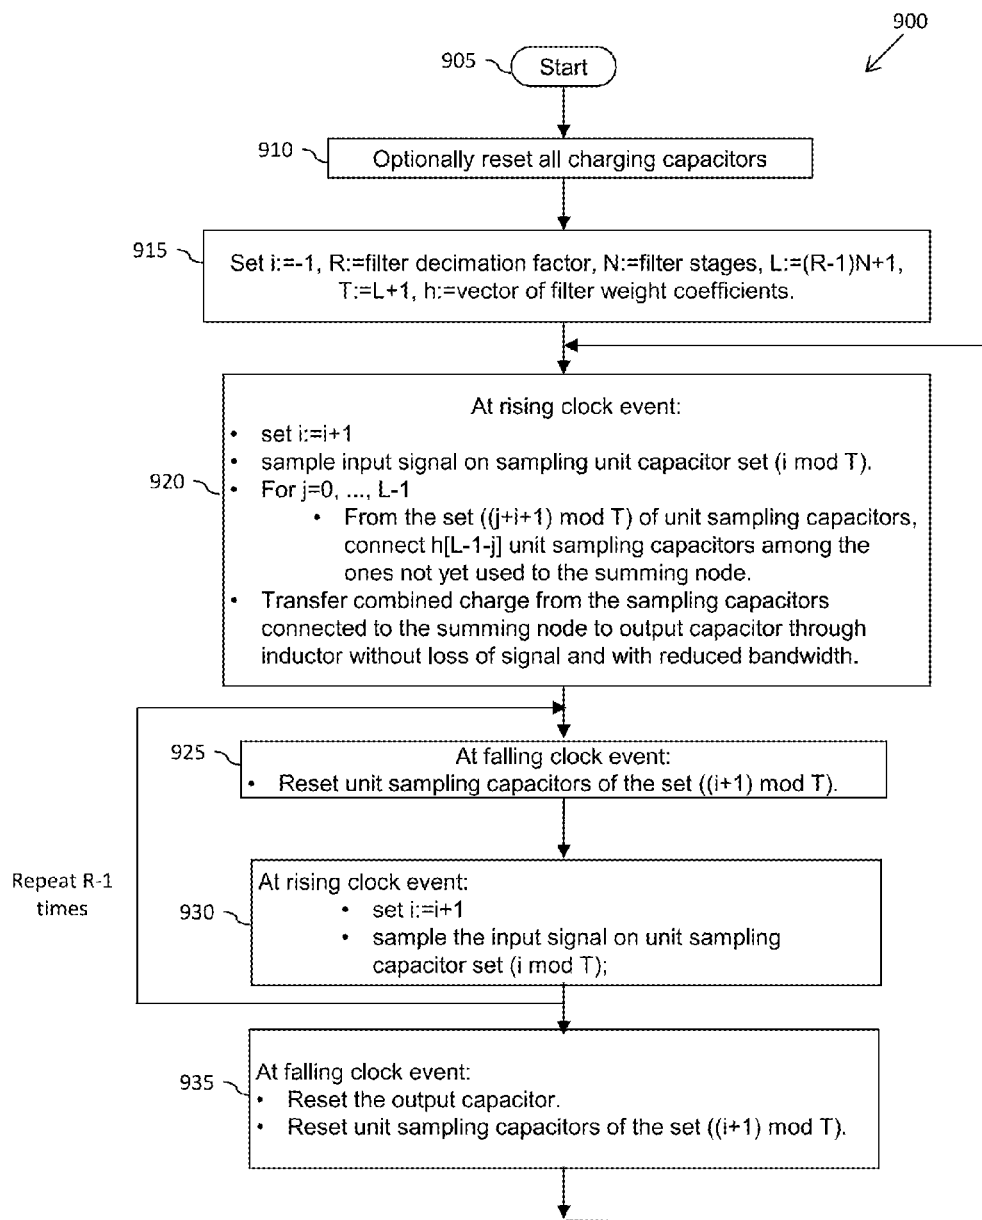 900
905
Start
910
Optionally reset all charging capacitors
915
Set i:=-1, R:=filter decimation factor, N:=filter stages, L:=(R-1)N+1,
T:=L+1, h:=vector of filter weight coefficients.
920
At rising clock event:
• set i:=i+1
• sample input signal on sampling unit capacitor set (i mod T).
• For j=0, ..., L-1
• From the set ((j+i+1) mod T) of unit sampling capacitors,
connect h[L-1-j] unit sampling capacitors among the
ones not yet used to the summing node.
• Transfer combined charge from the sampling capacitors
connected to the summing node to output capacitor through
inductor without loss of signal and with reduced bandwidth.
925
At falling clock event:
• Reset unit sampling capacitors of the set ((i+1) mod T).
Repeat R-1
times
930
At rising clock event:
• set i:=i+1
• sample the input signal on unit sampling
capacitor set (i mod T);
935
At falling clock event:
• Reset the output capacitor.
• Reset unit sampling capacitors of the set ((i+1) mod T).